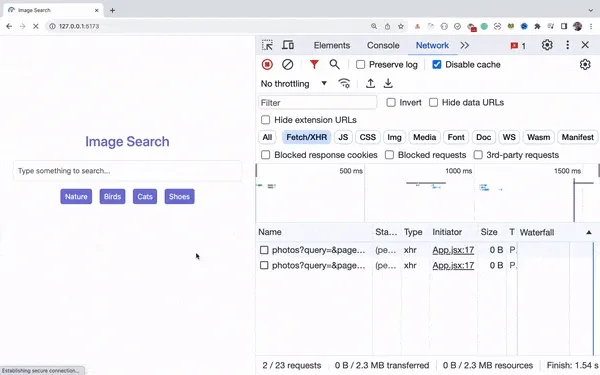 Image Search
127.0.0.1:5173
Elements Console Network 1
Preserve log Disable cache
No throttling
Filter Invert Hide data URLs
Hide extension URLs
All Fetch/XHR JS CSS Img Media Font Doc WS Wasm Manifest
Blocked response cookies Blocked requests 3rd-party requests
500 ms 1000 ms 1500 ms
Image Search
Type something to search...
Nature Birds Cats Shoes
Name Sta... Type Initiator Size T Waterfall
photos?query=&page... (pe... xhr App.jsx:17 0 B P.
photos?query=&page... (pe... xhr App.jsx:17 0 B P.
2 / 23 requests 0 B / 2.3 MB transferred 0 B / 2.3 MB resources Finish: 1.54 s
Establishing secure connection...